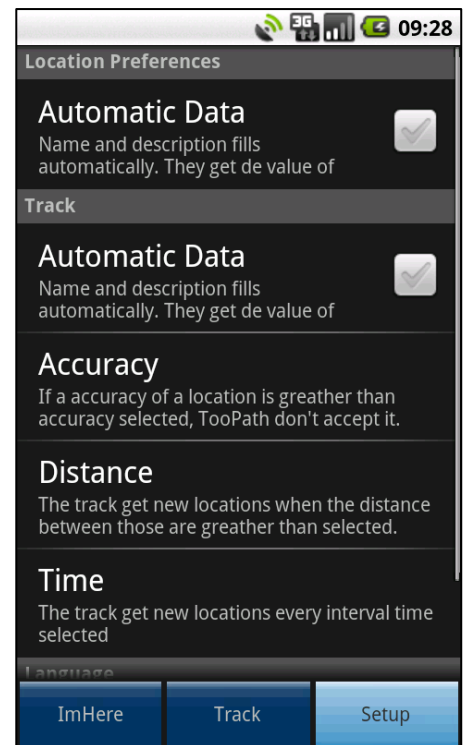 3G 09:28
Location Preferences
Automatic Data
Name and description fills
automatically. They get de value of
Track
Automatic Data
Name and description fills
automatically. They get de value of
Accuracy
If a accuracy of a location is greather than
accuracy selected, TooPath don't accept it.
Distance
The track get new locations when the distance
between those are greather than selected.
Time
The track get new locations every interval time
selected
Language
ImHere Track Setup